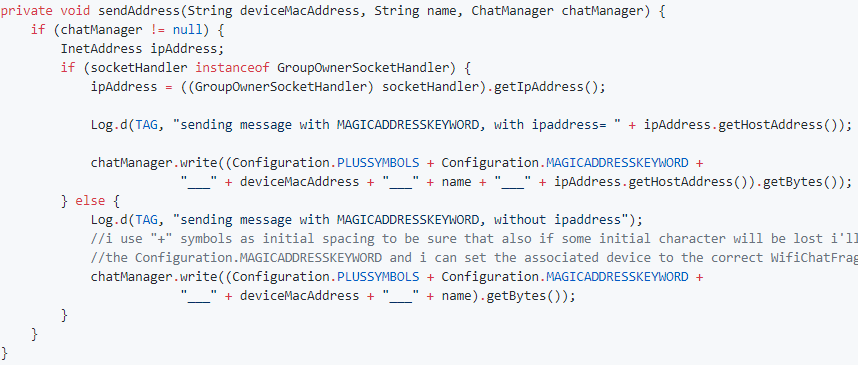 private void sendAddress(String deviceMacAddress, String name, ChatManager chatManager) {
    if (chatManager != null) {
        InetAddress ipAddress;
        if (socketHandler instanceof GroupOwnerSocketHandler) {
            ipAddress = ((GroupOwnerSocketHandler) socketHandler).getIpAddress();

            Log.d(TAG, "sending message with MAGICADDRESSKEYWORD, with ipaddress= " + ipAddress.getHostAddress());

            chatManager.write((Configuration.PLUSSYMBOLS + Configuration.MAGICADDRESSKEYWORD +
                    "___" + deviceMacAddress + "___" + name + "___" + ipAddress.getHostAddress()).getBytes());
        } else {
            Log.d(TAG, "sending message with MAGICADDRESSKEYWORD, without ipaddress");
            //i use "+" symbols as initial spacing to be sure that also if some initial character will be lost i'll
            //the Configuration.MAGICADDRESSKEYWORD and i can set the associated device to the correct WifiChatFrag
            chatManager.write((Configuration.PLUSSYMBOLS + Configuration.MAGICADDRESSKEYWORD +
                    "___" + deviceMacAddress + "___" + name).getBytes());
        }
    }
}